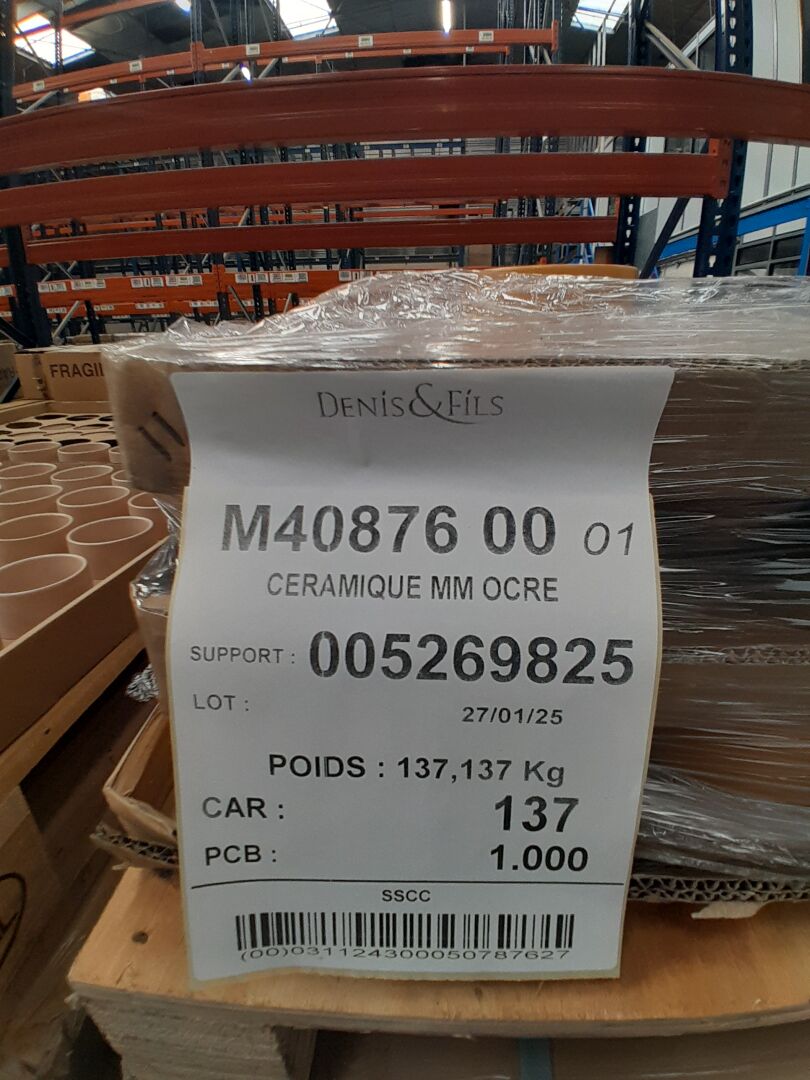 FRAGI
DENIS&FILS
M40876 00 01
CERAMIQUE MM OCRE
SUPPORT : 005269825
LOT :
27/01/25
POIDS : 137,137 Kg
CAR : 137
PCB : 1.000
SSCC
(00)031124300050787627